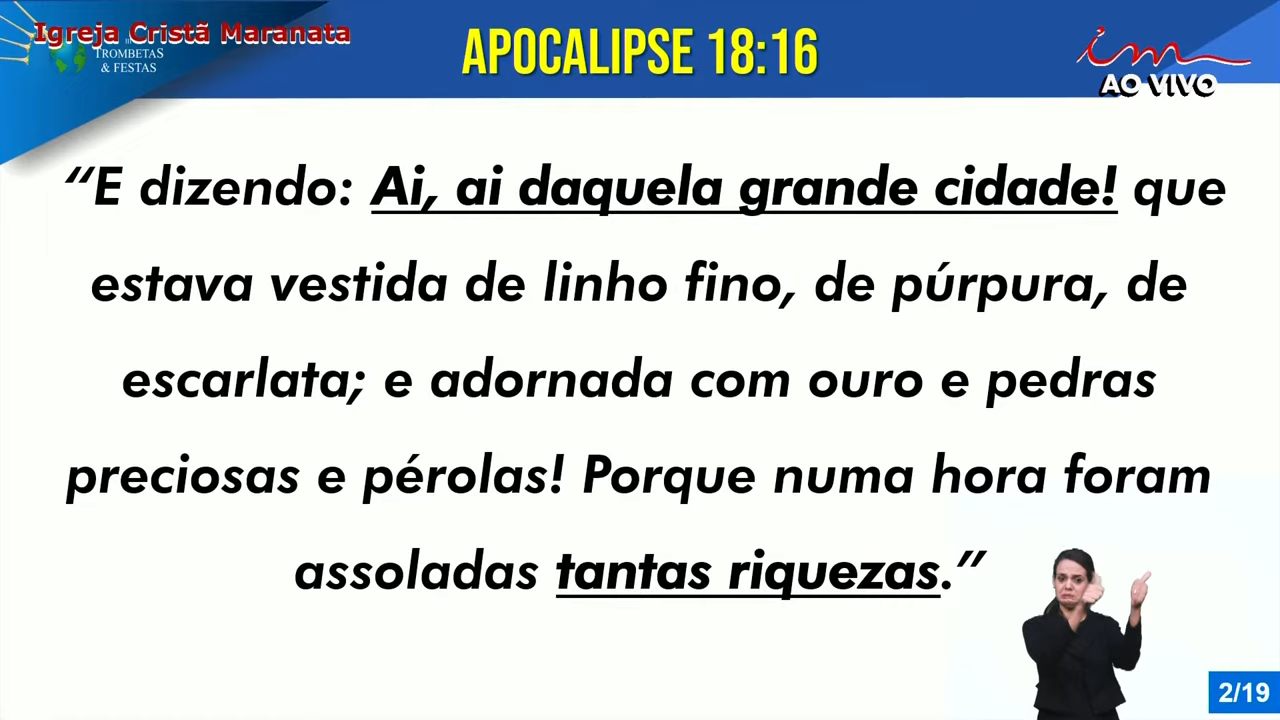 Igreja Cristã Maranata
TROMBETAS
& FESTAS
APOCALIPSE 18:16
im
AO VIVO
“E dizendo: Ai, ai daquela grande cidade! que
estava vestida de linho fino, de púrpura, de
escarlata; e adornada com ouro e pedras
preciosas e pérolas! Porque numa hora foram
assoladas tantas riquezas.”
2/19